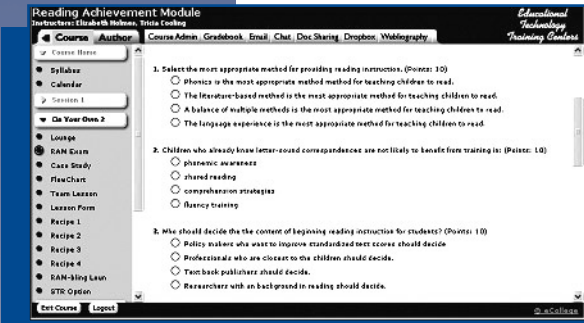 Reading Achievement Module
Instructors: Elizabeth Holmes, Tricia Cooling
Educational
Technology
Training Centers
Course Author
Course Admin Gradebook Email Chat Doc Sharing Dropbox Webliography
Course Home
Syllabus
Calendar
Session 1
On Your Own 2
Lounge
RAM Exam
Case Study
FlowChart
Team Lesson
Lesson Form
Recipe 1
Recipe 2
Recipe 3
Recipe 4
RAM-bling Loun
STR Option
Exit Course Logout
1. Select the most appropriate method for providing reading instruction. (Points: 10)
Phonics is the most appropriate method method for teaching children to read.
The literature-based method is the most appropriate method for teaching children to read.
A balance of multiple methods is the most appropriate method for teaching children to read.
The language experience is the most appropriate method for teaching children to read.
2. Children who already know letter-sound correspondences are not likely to benefit from training in: (Points: 10)
phonemic awareness
shared reading
comprehension strategies
fluency training
3. Who should decide the the content of beginning reading instruction for students? (Points: 10)
Policy makers who want to improve standardized test scores should decide
Professionals who are closest to the children should decide.
Text book publishers should decide.
Researchers with an background in reading should decide.
© eCollege